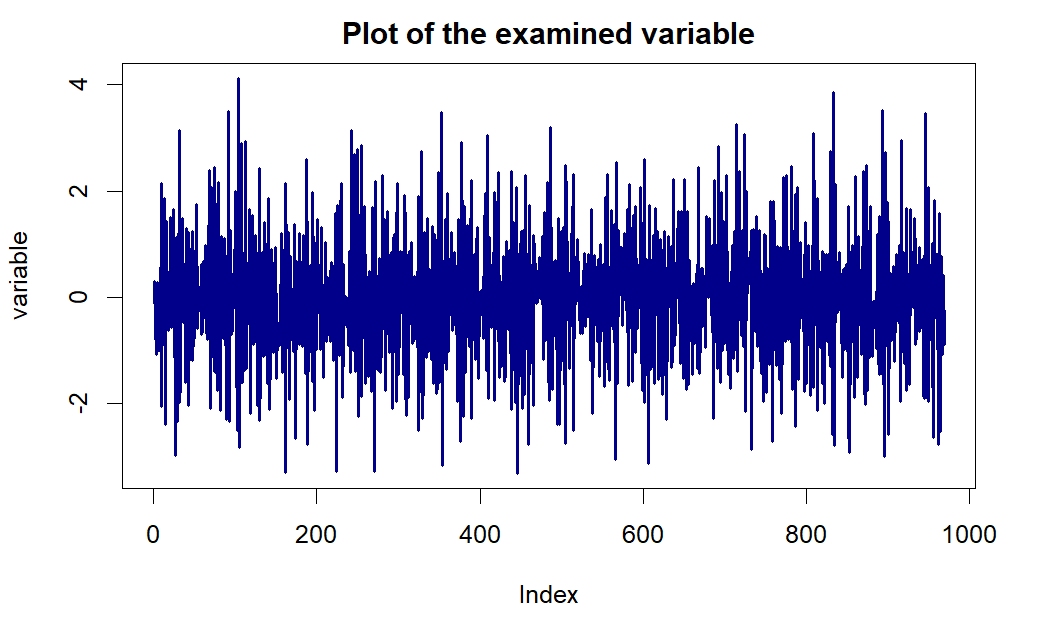 Plot of the examined variable
4
2
0
-2
variable
0 200 400 600 800 1000
Index